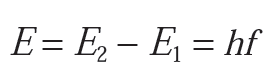 E = E₂ − E₁ = hf